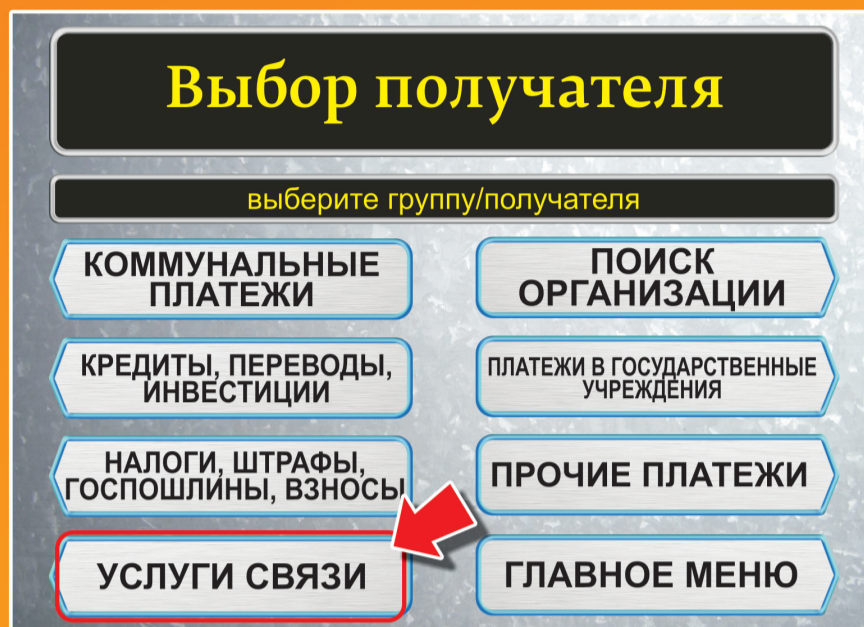 Выбор получателя
выберите группу/получателя
КОММУНАЛЬНЫЕ
ПЛАТЕЖИ
ПОИСК
ОРГАНИЗАЦИИ
КРЕДИТЫ, ПЕРЕВОДЫ,
ИНВЕСТИЦИИ
ПЛАТЕЖИ В ГОСУДАРСТВЕННЫЕ
УЧРЕЖДЕНИЯ
НАЛОГИ, ШТРАФЫ,
ГОСПОШЛИНЫ, ВЗНОСЫ
ПРОЧИЕ ПЛАТЕЖИ
УСЛУГИ СВЯЗИ
ГЛАВНОЕ МЕНЮ